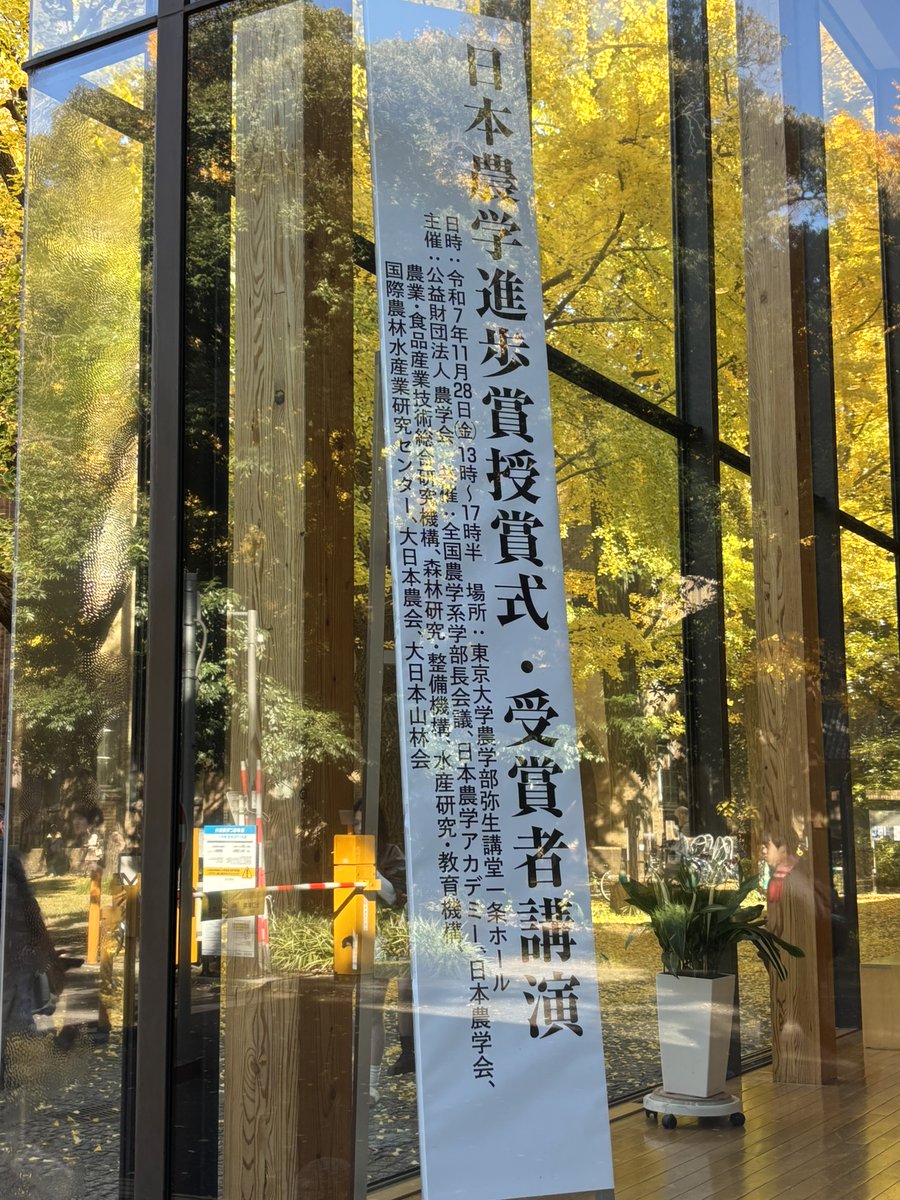 日本農学進歩賞授賞式・受賞者講演
日時：令和7年11月28日(金)13時～17時半　場所：東京大学農学部弥生講堂一条ホール
主催：公益財団法人 農学会　共催：全国農学系学部長会議、日本農学アカデミー、日本農学会、
農業・食品産業技術総合研究機構、森林研究・整備機構、水産研究・教育機構、
国際農林水産業研究センター、大日本農会、大日本山林会